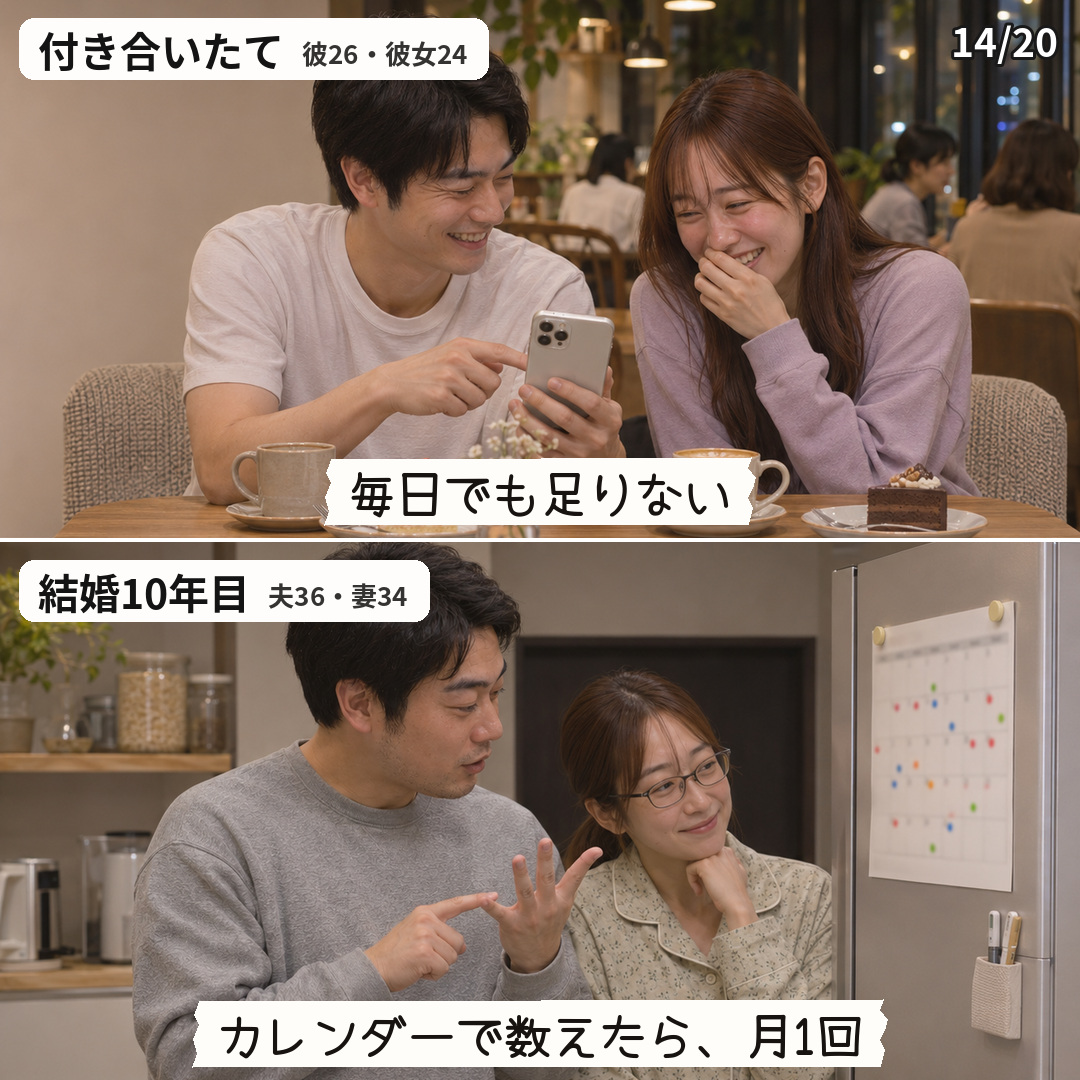 付き合いたて 彼26・彼女24
14/20
毎日でも足りない
結婚10年目 夫36・妻34
カレンダーで数えたら、月1回